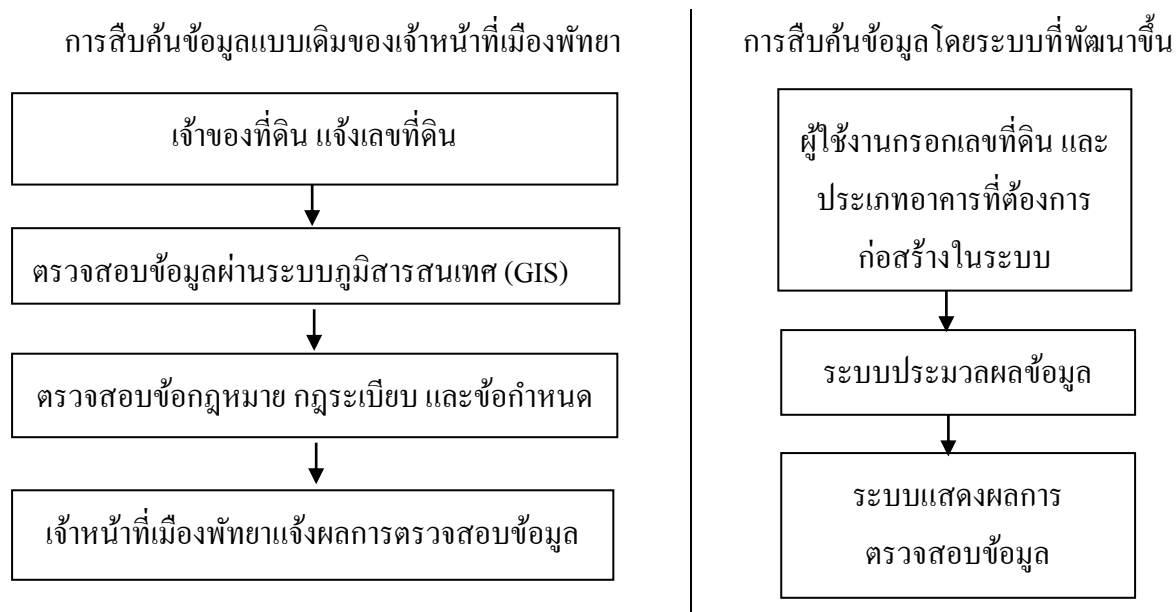 การสืบค้นข้อมูลแบบเดิมของเจ้าหน้าที่เมืองพัทยา
เจ้าของที่ดิน แจ้งเลขที่ดิน
ตรวจสอบข้อมูลผ่านระบบภูมิสารสนเทศ (GIS)
ตรวจสอบข้อกฎหมาย กฎระเบียบ และข้อกำหนด
เจ้าหน้าที่เมืองพัทยาแจ้งผลการตรวจสอบข้อมูล
การสืบค้นข้อมูลโดยระบบที่พัฒนาขึ้น
ผู้ใช้งานกรอกเลขที่ดิน และ
ประเภทอาคารที่ต้องการ
ก่อสร้างในระบบ
ระบบประมวลผลข้อมูล
ระบบแสดงผลการ
ตรวจสอบข้อมูล